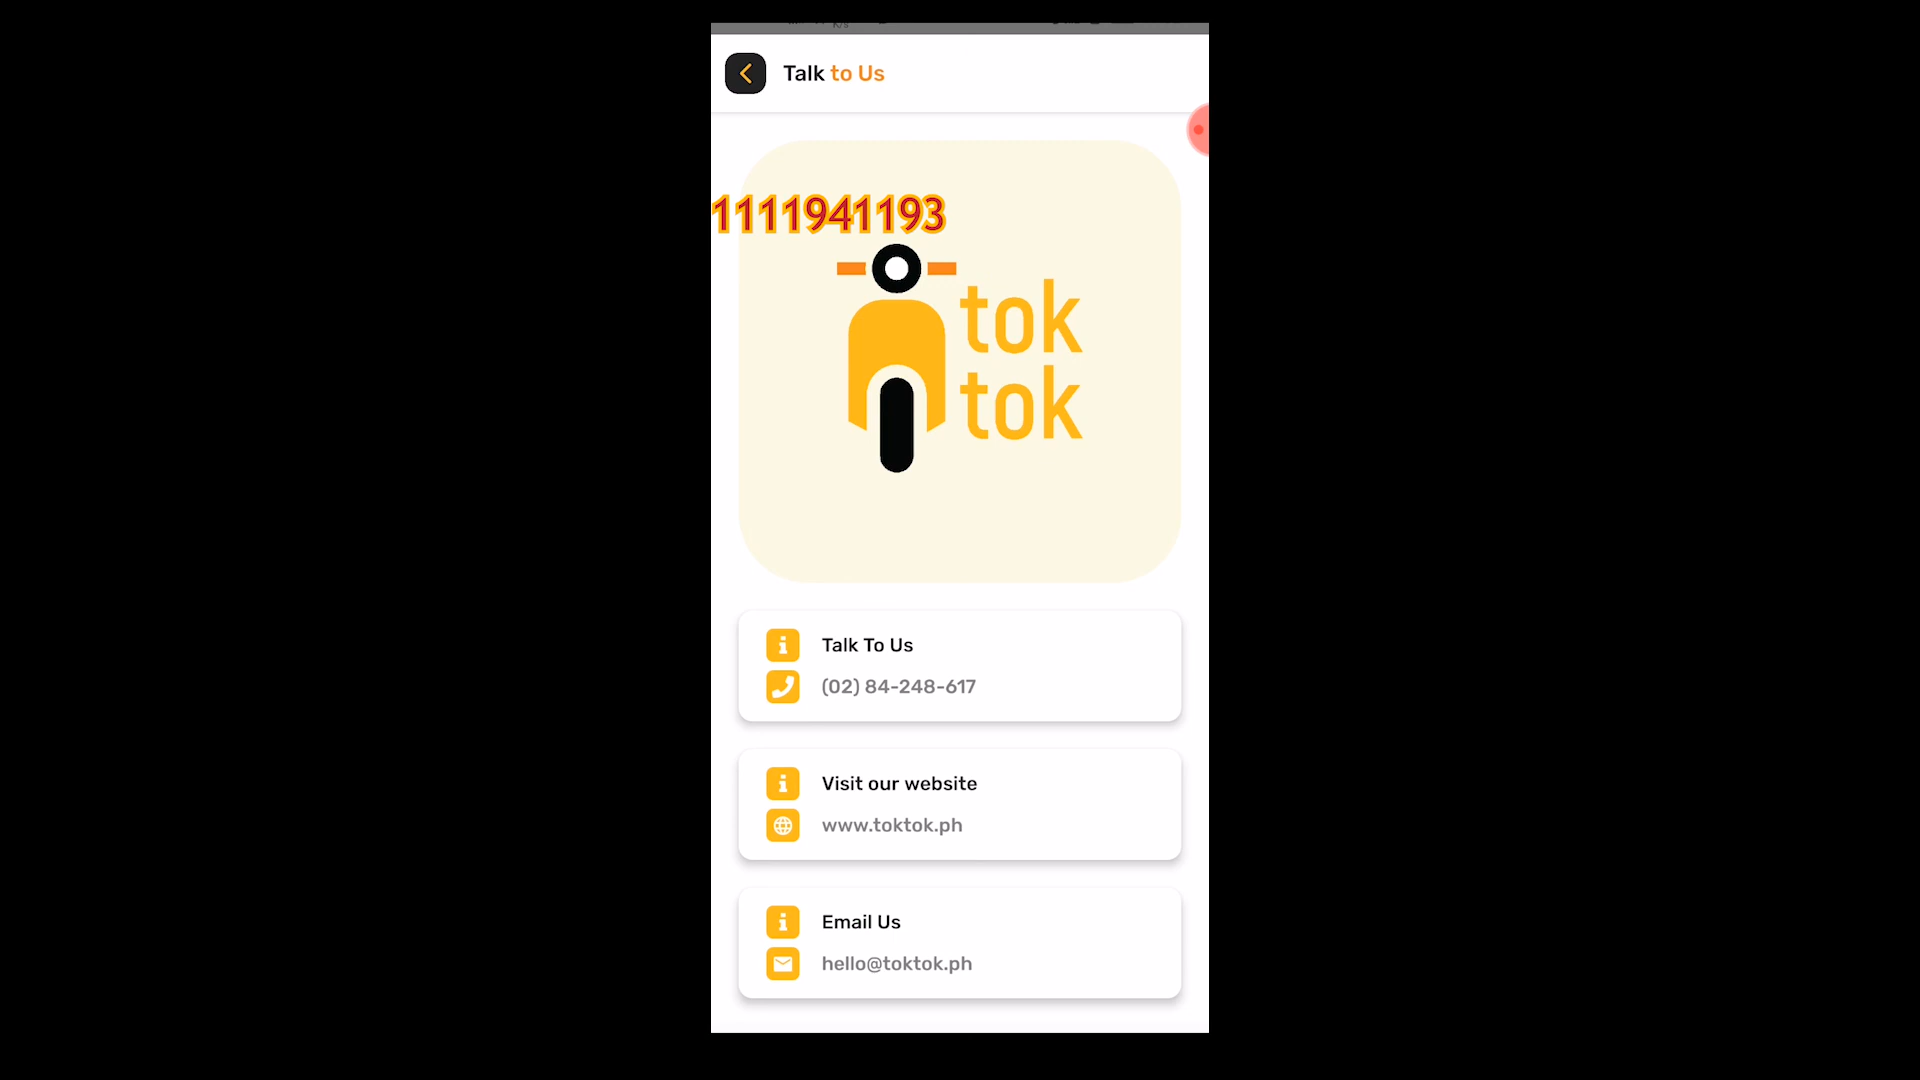 Talk to Us
1111941193
tok
tok
Talk To Us
(02) 84-248-617
Visit our website
www.toktok.ph
Email Us
hello@toktok.ph